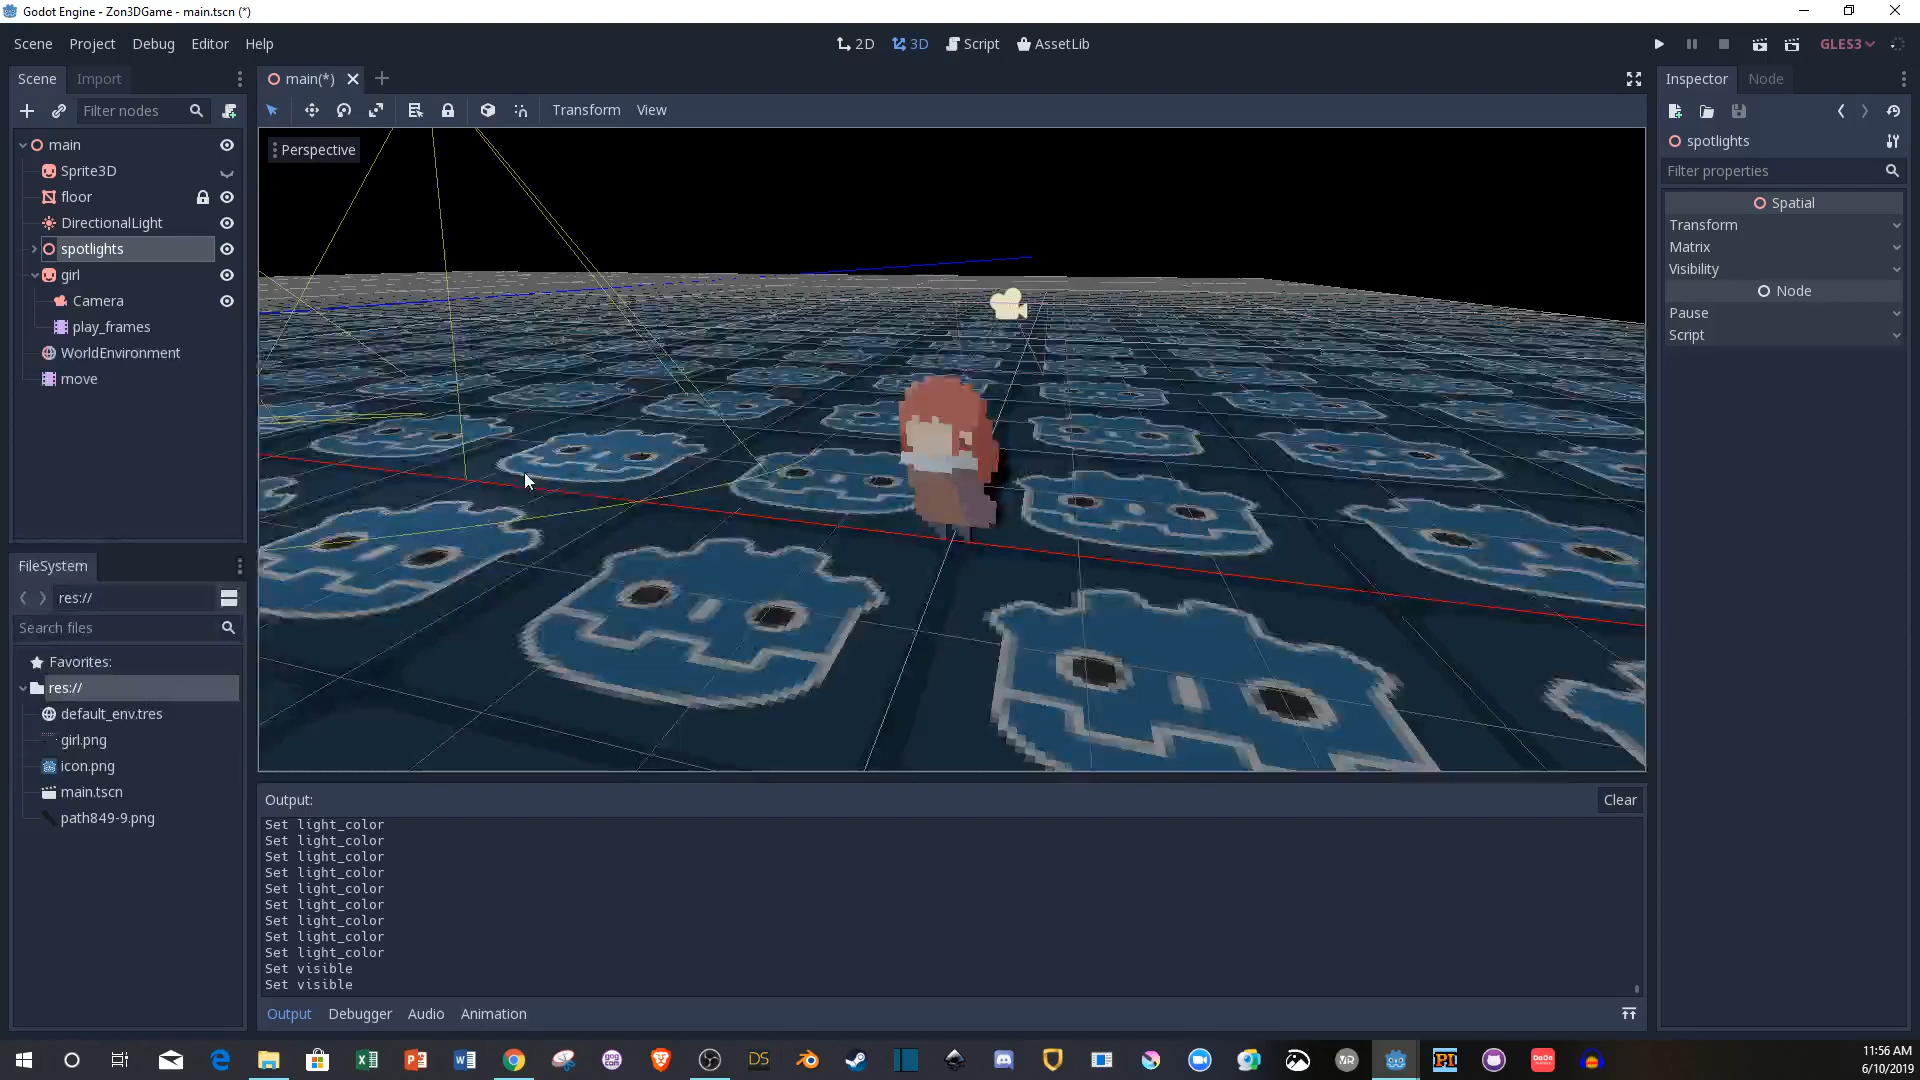 Godot Engine - Zon3DGame - main.tscn (*)
Scene Project Debug Editor Help
2D 3D Script AssetLib
GLES3
Scene Import
main(*)
Inspector Node
Filter nodes
Transform View
main
Sprite3D
floor
DirectionalLight
spotlights
girl
Camera
play_frames
WorldEnvironment
move
Perspective
spotlights
Filter properties
Spatial
Transform
Matrix
Visibility
Node
Pause
Script
FileSystem
res://
Search files
Favorites:
res://
default_env.tres
girl.png
icon.png
main.tscn
path849-9.png
Output:
Clear
Set light_color
Set light_color
Set light_color
Set light_color
Set light_color
Set light_color
Set light_color
Set light_color
Set light_color
Set visible
Set visible
Output Debugger Audio Animation
DS
11:56 AM
6/10/2019